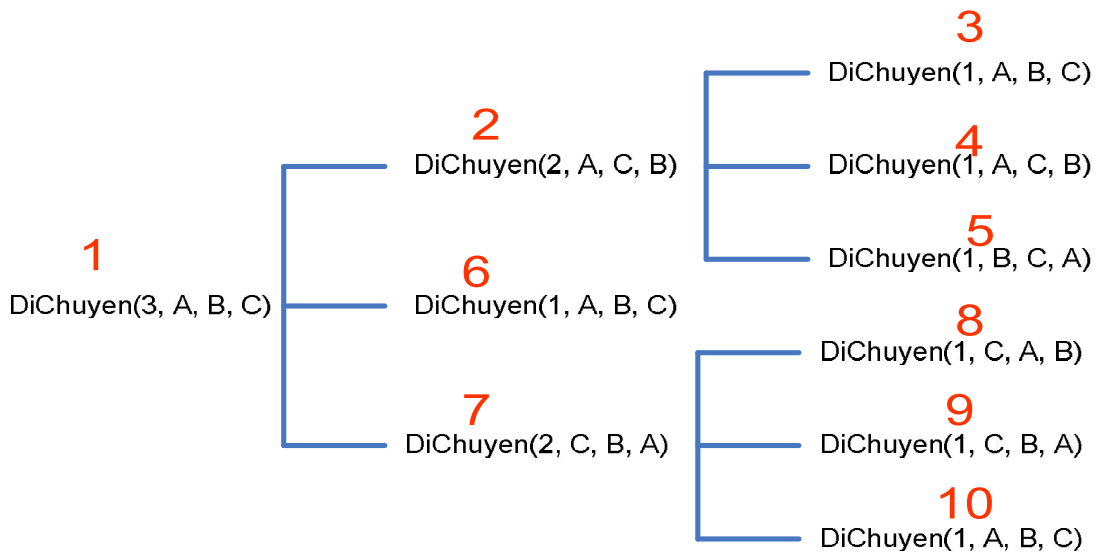 1
DiChuyen(3, A, B, C)
2
DiChuyen(2, A, C, B)
3
DiChuyen(1, A, B, C)
4
DiChuyen(1, A, C, B)
5
DiChuyen(1, B, C, A)
6
DiChuyen(1, A, B, C)
7
DiChuyen(2, C, B, A)
8
DiChuyen(1, C, A, B)
9
DiChuyen(1, C, B, A)
10
DiChuyen(1, A, B, C)